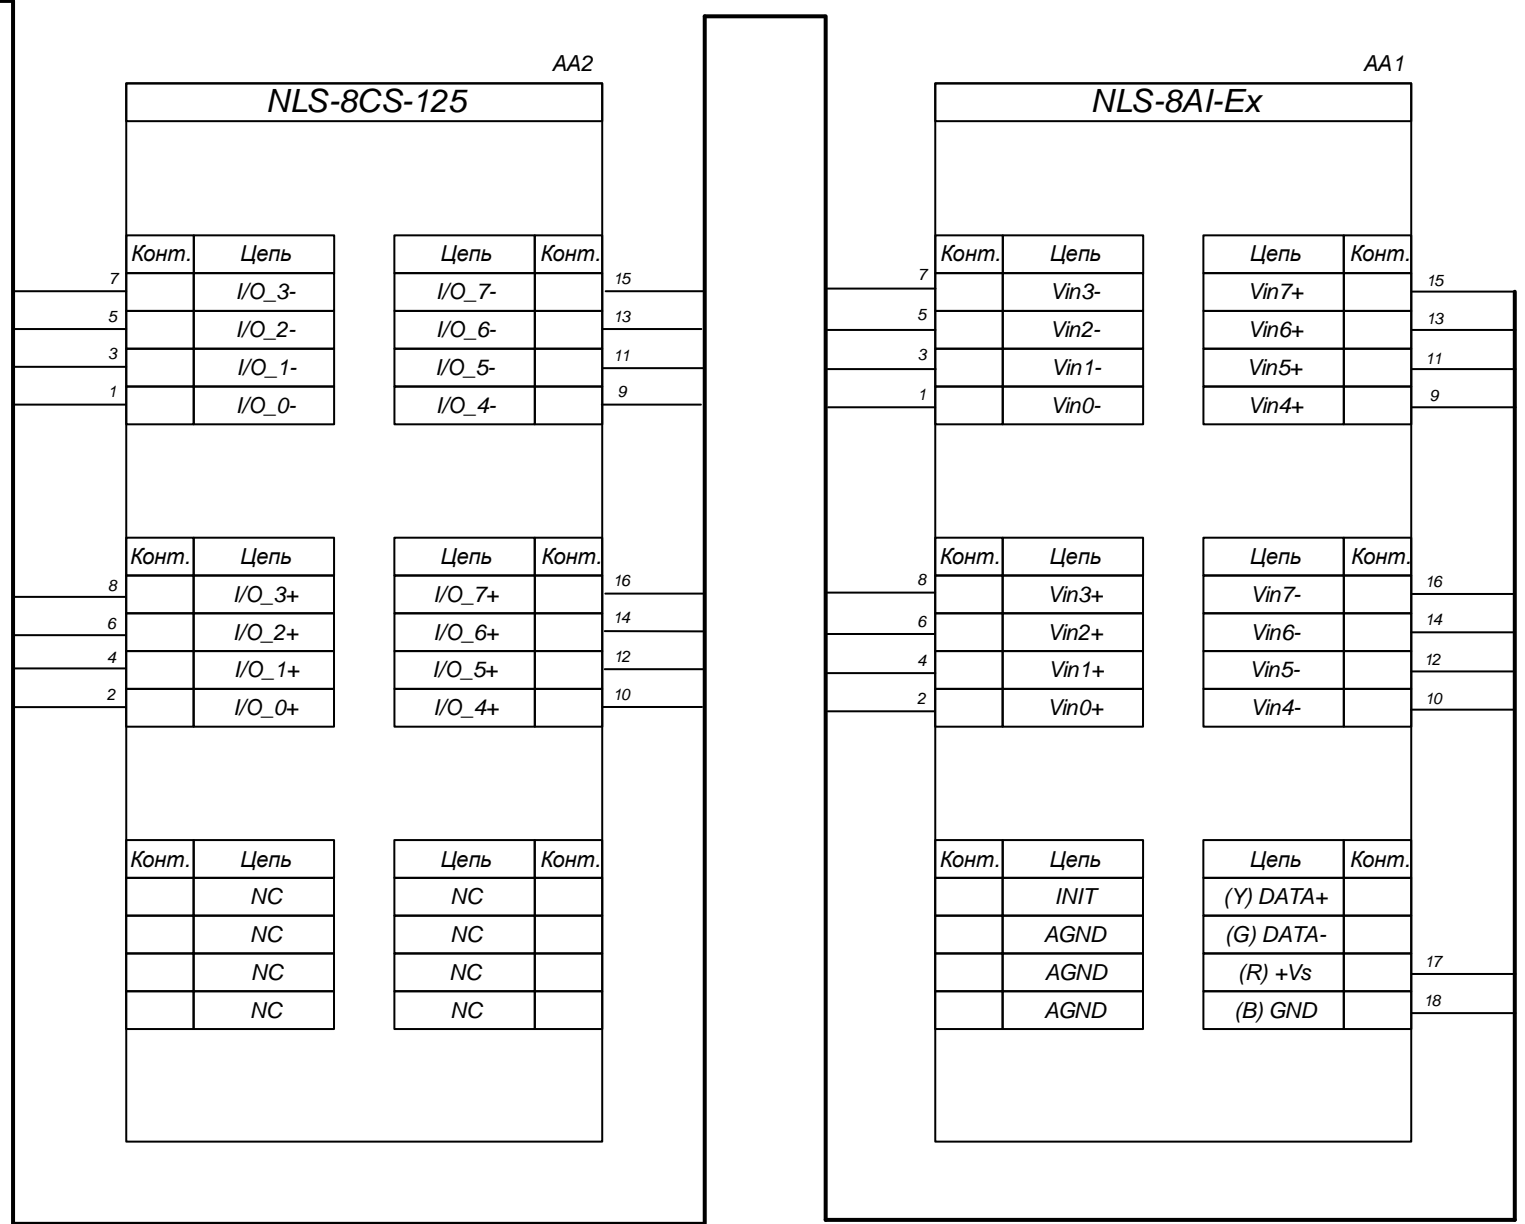 AA2
NLS-8CS-125
Конт. Цепь Цепь Конт.
7 I/O_3- I/O_7- 15
5 I/O_2- I/O_6- 13
3 I/O_1- I/O_5- 11
1 I/O_0- I/O_4- 9
Конт. Цепь Цепь Конт.
8 I/O_3+ I/O_7+ 16
6 I/O_2+ I/O_6+ 14
4 I/O_1+ I/O_5+ 12
2 I/O_0+ I/O_4+ 10
Конт. Цепь Цепь Конт.
NC NC
NC NC
NC NC
NC NC
AA1
NLS-8AI-Ex
Конт. Цепь Цепь Конт.
7 Vin3- Vin7+ 15
5 Vin2- Vin6+ 13
3 Vin1- Vin5+ 11
1 Vin0- Vin4+ 9
Конт. Цепь Цепь Конт.
8 Vin3+ Vin7- 16
6 Vin2+ Vin6- 14
4 Vin1+ Vin5- 12
2 Vin0+ Vin4- 10
Конт. Цепь Цепь Конт.
INIT (Y) DATA+
AGND (G) DATA-
AGND (R) +Vs 17
AGND (B) GND 18